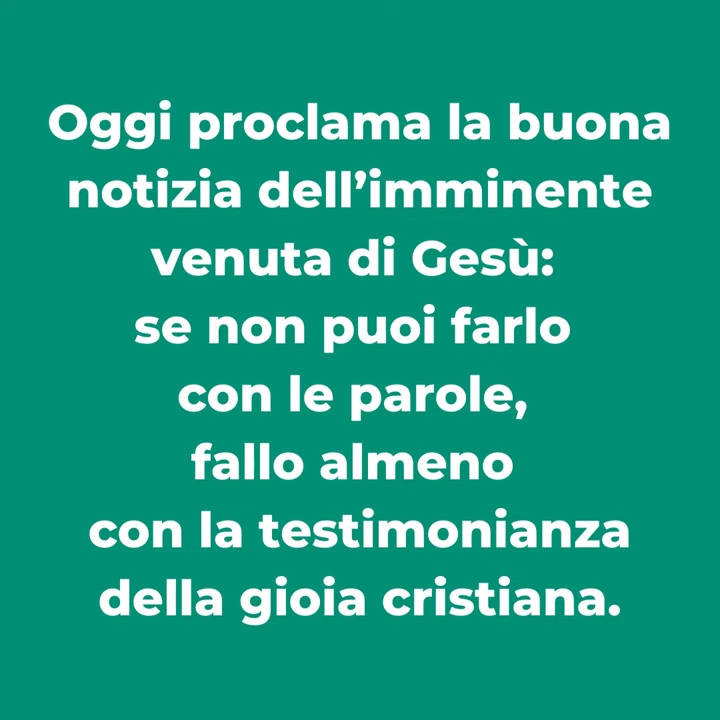 Oggi proclama la buona
notizia dell’imminente
venuta di Gesù:
se non puoi farlo
con le parole,
fallo almeno
con la testimonianza
della gioia cristiana.